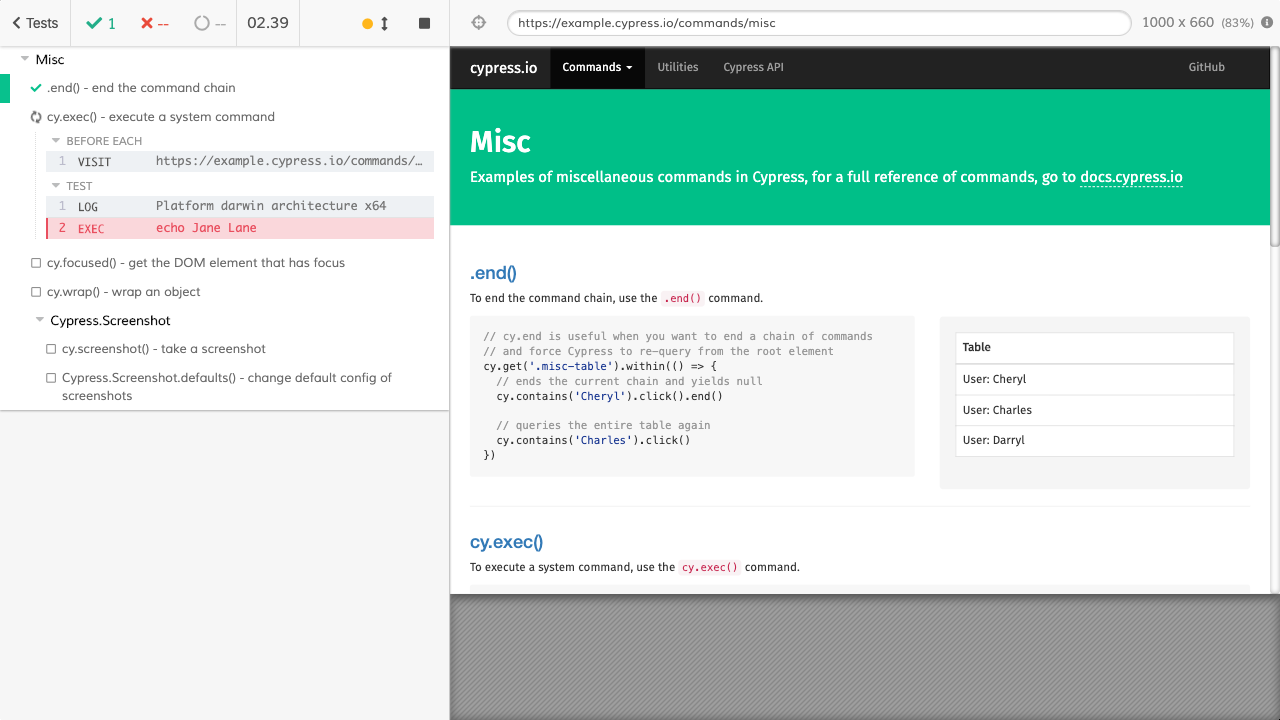 Tests
1
--
--
02.39
https://example.cypress.io/commands/misc
1000 x 660 (83%)
Misc
.end() - end the command chain
cy.exec() - execute a system command
BEFORE EACH
1 VISIT https://example.cypress.io/commands/…
TEST
1 LOG Platform darwin architecture x64
2 EXEC echo Jane Lane
cy.focused() - get the DOM element that has focus
cy.wrap() - wrap an object
Cypress.Screenshot
cy.screenshot() - take a screenshot
Cypress.Screenshot.defaults() - change default config of
screenshots
cypress.io
Commands
Utilities
Cypress API
GitHub
Misc
Examples of miscellaneous commands in Cypress, for a full reference of commands, go to docs.cypress.io
.end()
To end the command chain, use the .end() command.
// cy.end is useful when you want to end a chain of commands
// and force Cypress to re-query from the root element
cy.get('.misc-table').within(() => {
  // ends the current chain and yields null
  cy.contains('Cheryl').click().end()
  // queries the entire table again
  cy.contains('Charles').click()
})
Table
User: Cheryl
User: Charles
User: Darryl
cy.exec()
To execute a system command, use the cy.exec() command.